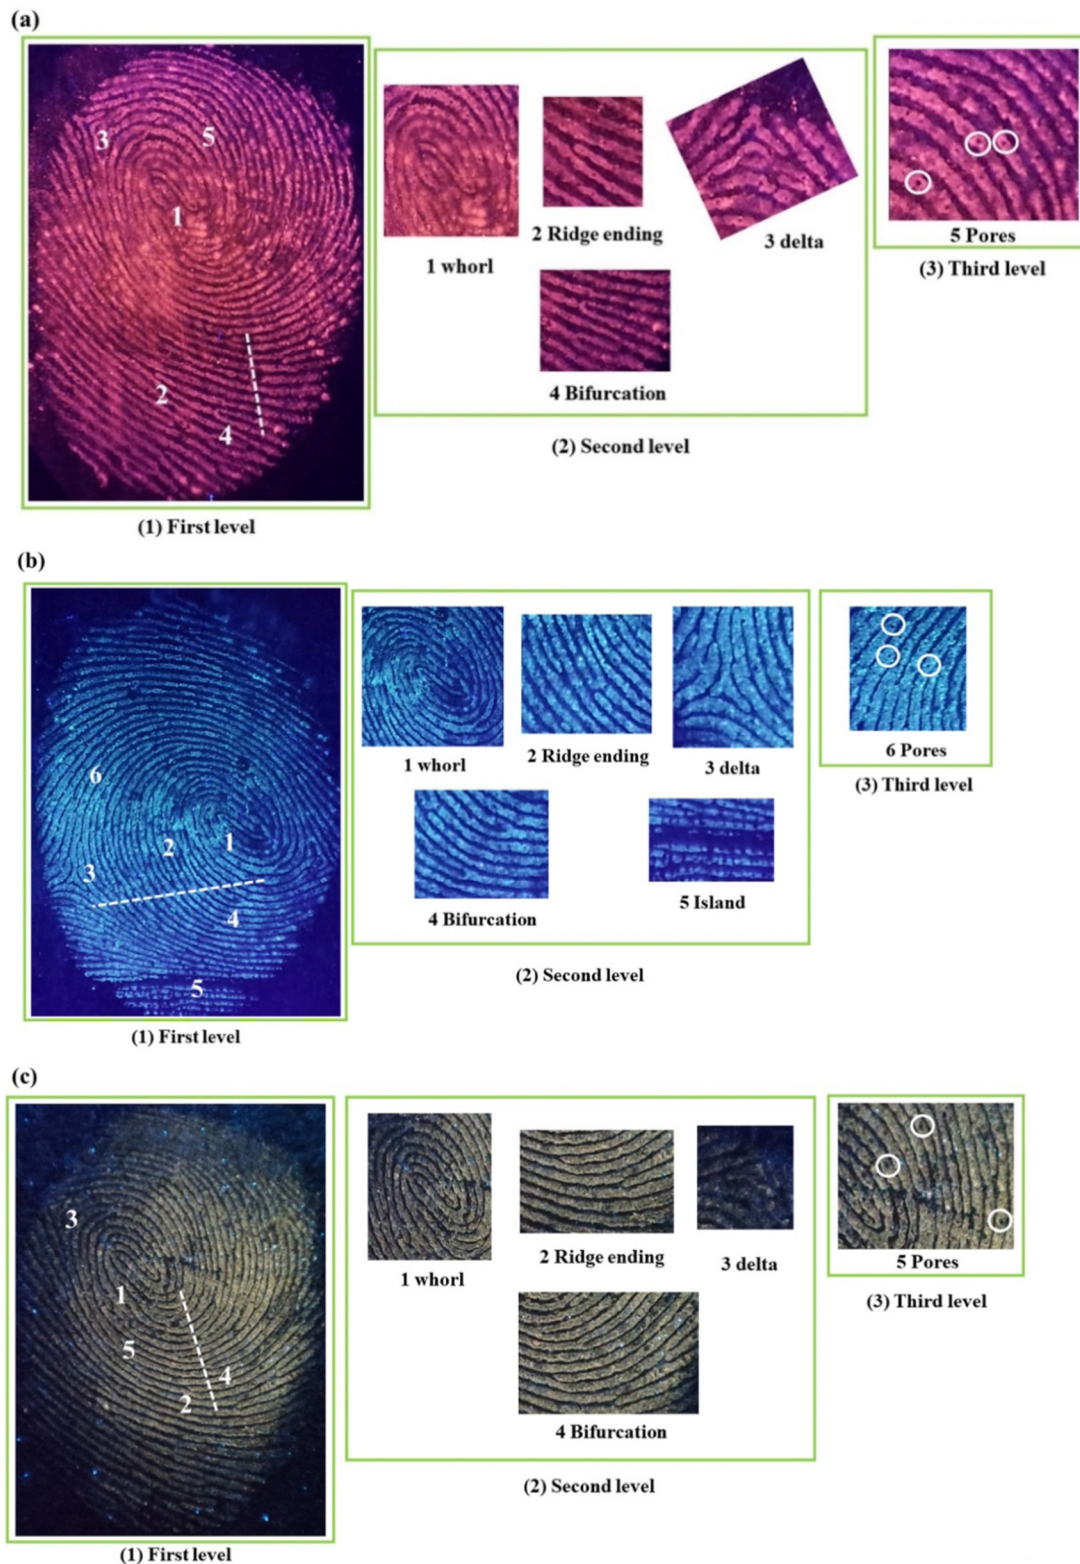 (a)
3
5
1
2
4
(1) First level
1 whorl
2 Ridge ending
3 delta
4 Bifurcation
(2) Second level
5 Pores
(3) Third level
(b)
6
2
1
3
4
5
(1) First level
1 whorl
2 Ridge ending
3 delta
4 Bifurcation
5 Island
(2) Second level
6 Pores
(3) Third level
(c)
3
1
5
4
2
(1) First level
1 whorl
2 Ridge ending
3 delta
4 Bifurcation
(2) Second level
5 Pores
(3) Third level